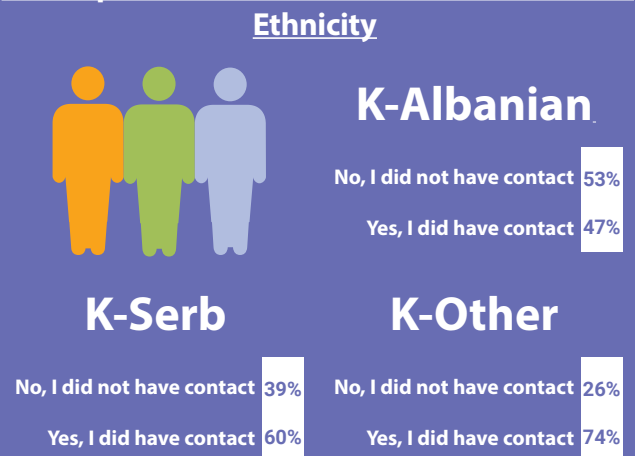 Ethnicity
K-Albanian
No, I did not have contact 53%
Yes, I did have contact 47%
K-Serb
No, I did not have contact 39%
Yes, I did have contact 60%
K-Other
No, I did not have contact 26%
Yes, I did have contact 74%